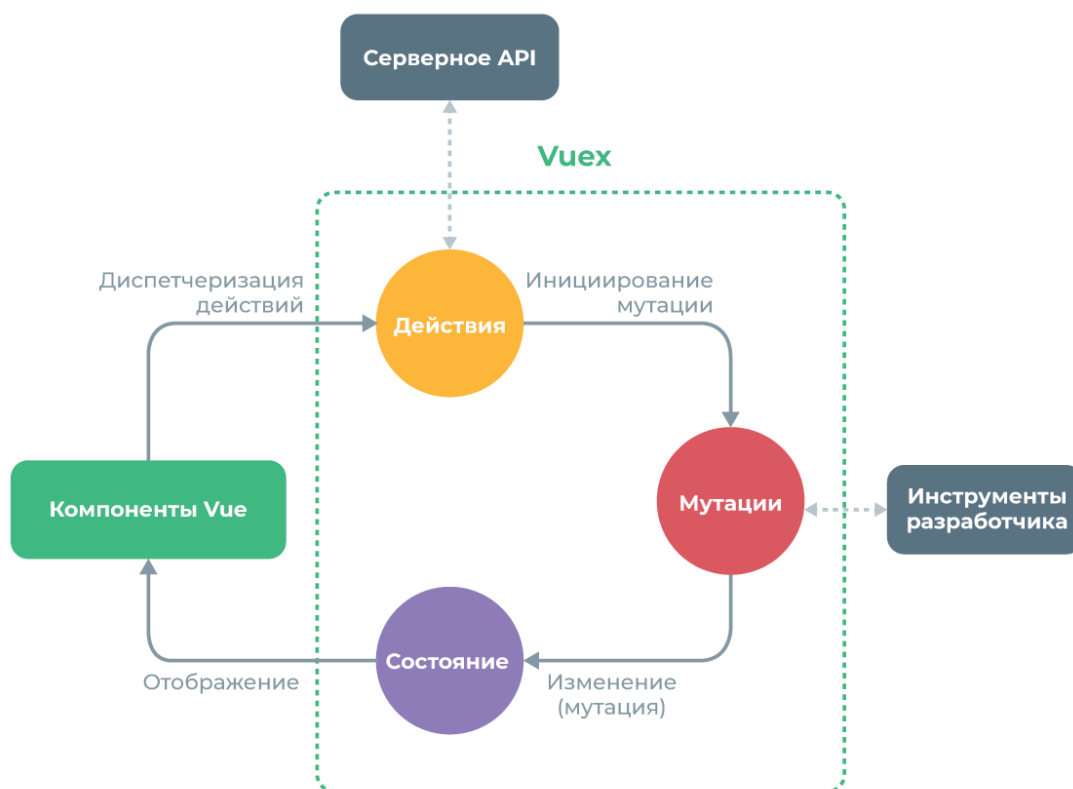 Серверное API
Vuex
Диспетчеризация
действий
Инициирование
мутации
Действия
Компоненты Vue
Мутации
Инструменты
разработчика
Состояние
Отображение
Изменение
(мутация)